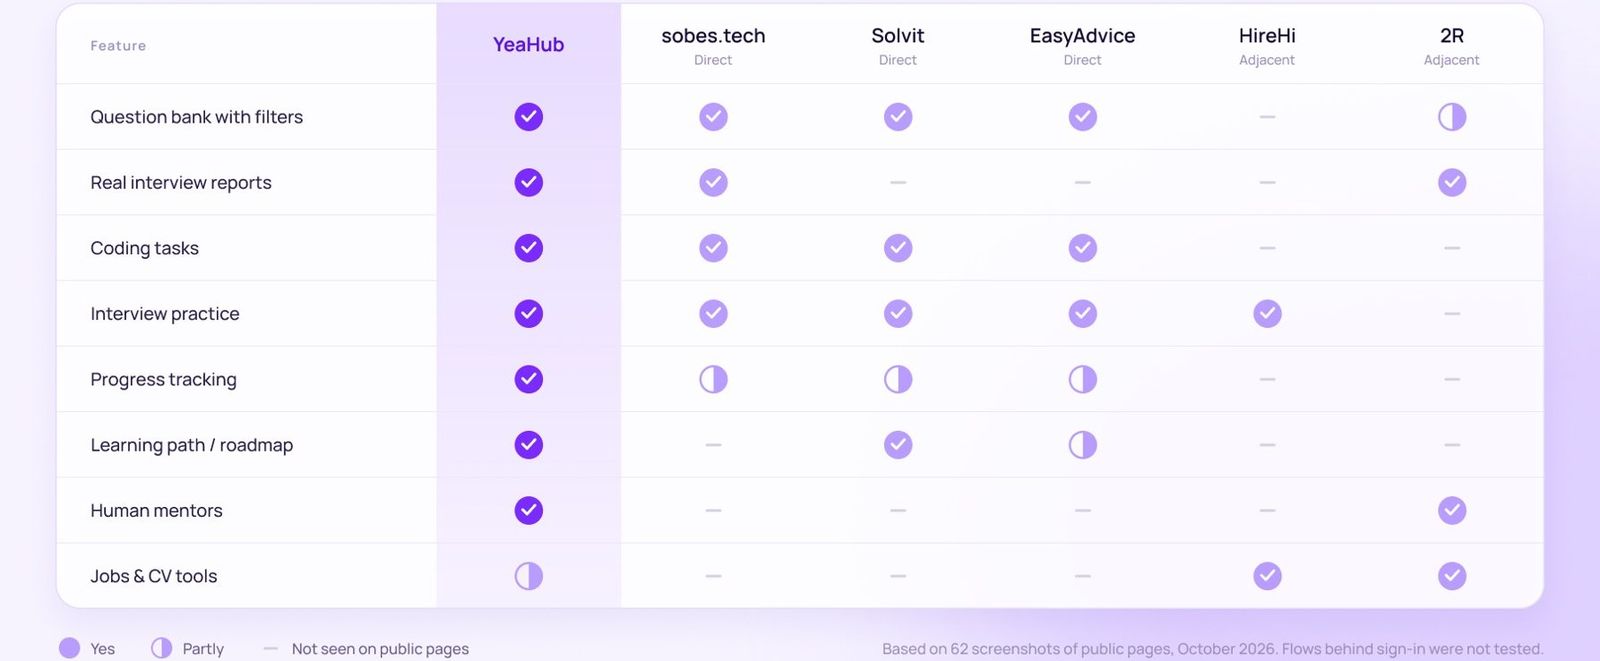 Feature
YeaHub
sobes.tech
Direct
Solvit
Direct
EasyAdvice
Direct
HireHi
Adjacent
2R
Adjacent
Question bank with filters
Real interview reports
Coding tasks
Interview practice
Progress tracking
Learning path / roadmap
Human mentors
Jobs & CV tools
Yes
Partly
Not seen on public pages
Based on 62 screenshots of public pages, October 2026. Flows behind sign-in were not tested.